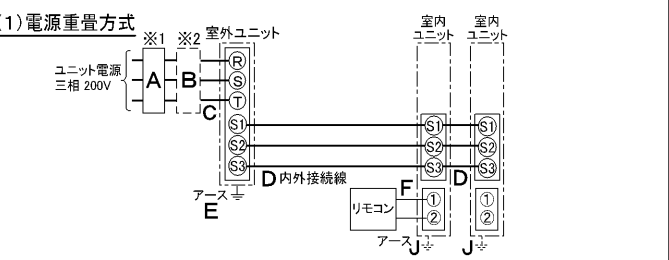 (1)電源重畳方式
※1 ※2
室外ユニット
室内
ユニット
室内
ユニット
ユニット電源
三相 200V
A
B
C
R
S
T
S1
S2
S3
S1
S2
S3
S1
S2
S3
D 内外接続線
D
アース
E
リモコン
F
①
②
①
②
アース J
J